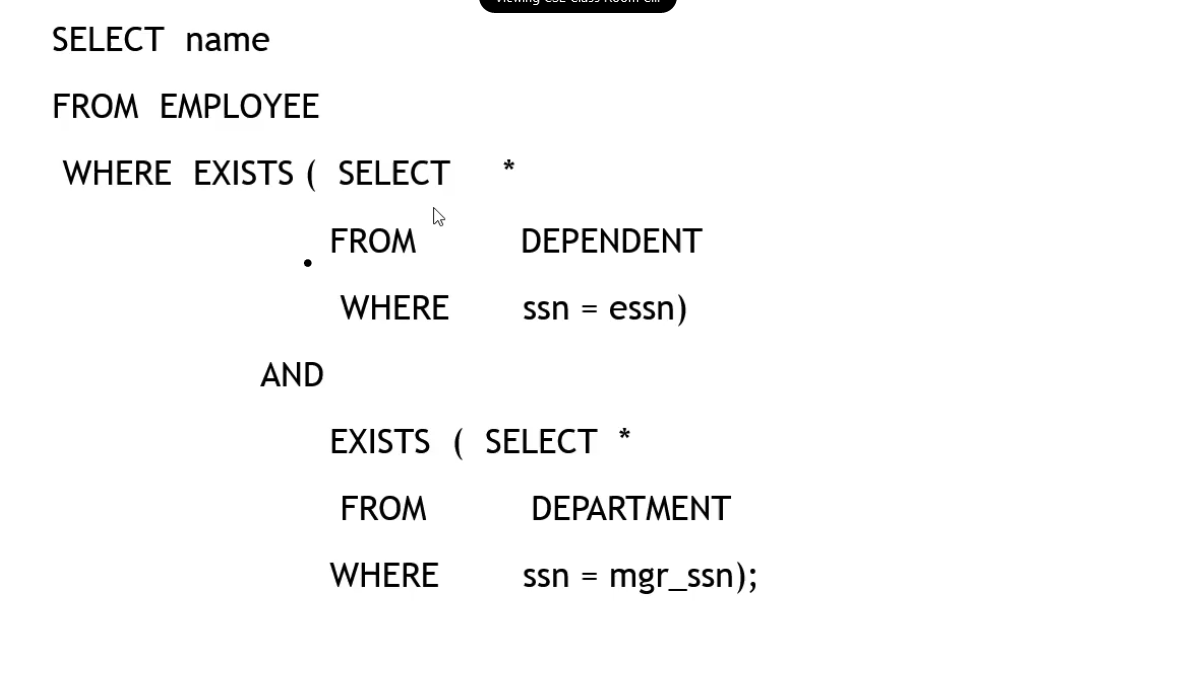 SELECT name
FROM EMPLOYEE
WHERE EXISTS ( SELECT *
• FROM DEPENDENT
WHERE ssn = essn)
AND
EXISTS ( SELECT *
FROM DEPARTMENT
WHERE ssn = mgr_ssn);